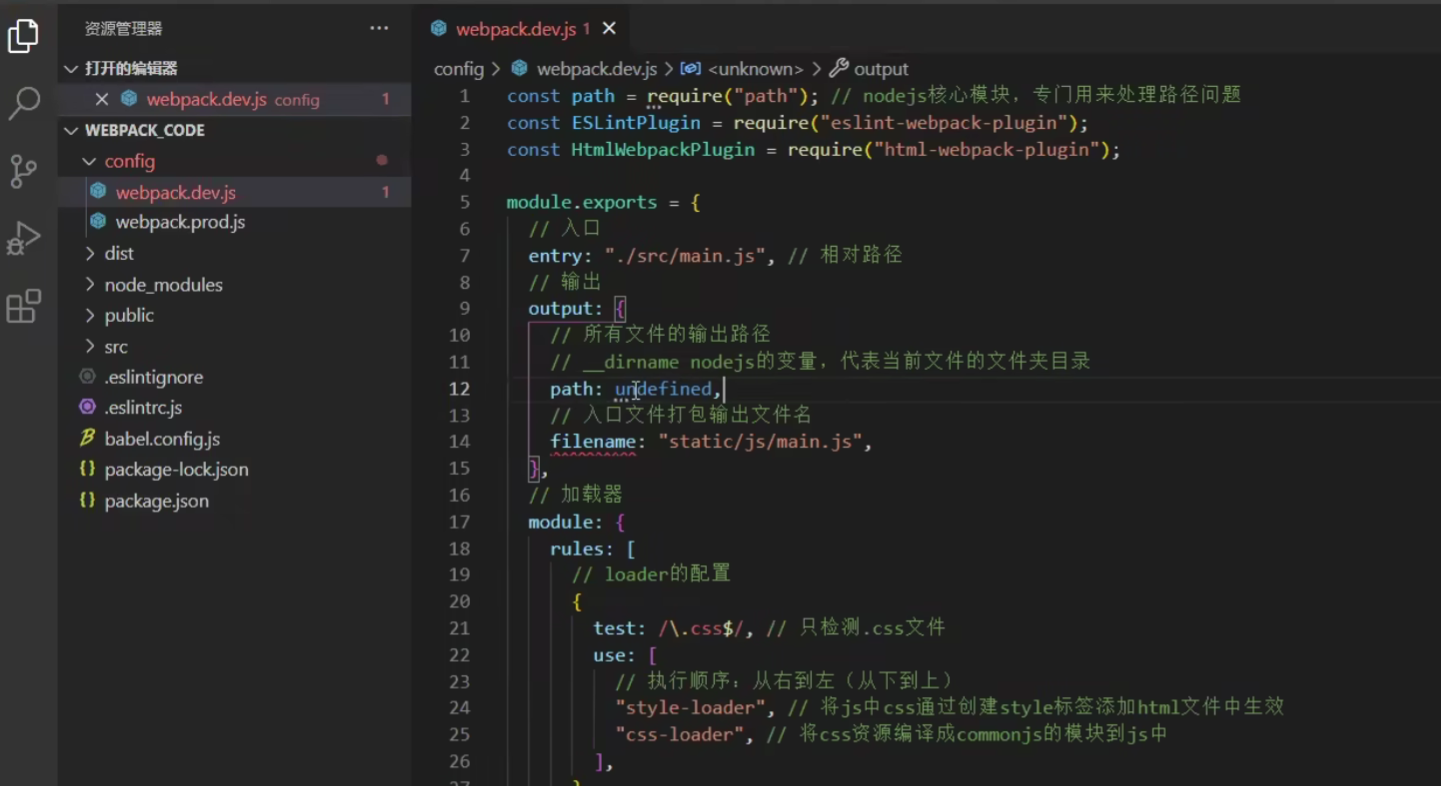 资源管理器
打开的编辑器
webpack.dev.js config 1
WEBPACK_CODE
config
webpack.dev.js 1
webpack.prod.js
dist
node_modules
public
src
.eslintignore
.eslintrc.js
babel.config.js
package-lock.json
package.json
webpack.dev.js 1
config > webpack.dev.js > <unknown> > output
1 const path = require("path"); // nodejs核心模块，专门用来处理路径问题
2 const ESLintPlugin = require("eslint-webpack-plugin");
3 const HtmlWebpackPlugin = require("html-webpack-plugin");
4
5 module.exports = {
6 // 入口
7 entry: "./src/main.js", // 相对路径
8 // 输出
9 output: {
10 // 所有文件的输出路径
11 // __dirname nodejs的变量，代表当前文件的文件夹目录
12 path: undefined,
13 // 入口文件打包输出文件名
14 filename: "static/js/main.js",
15 },
16 // 加载器
17 module: {
18 rules: [
19 // loader的配置
20 {
21 test: /\.css$/, // 只检测.css文件
22 use: [
23 // 执行顺序：从右到左（从下到上）
24 "style-loader", // 将js中css通过创建style标签添加html文件中生效
25 "css-loader", // 将css资源编译成commonjs的模块到js中
26 ],
27 }